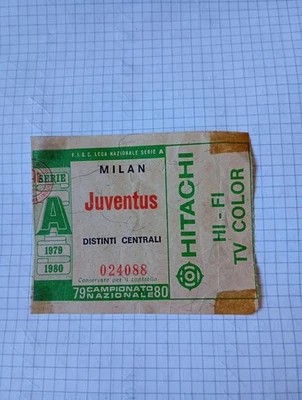 F.I.G.C. LEGA NAZIONALE SERIE A
SERIE
A
1979
1980
MILAN
Juventus
DISTINTI CENTRALI
024088
Conservare per il controllo
79 CAMPIONATO NAZIONALE 80
HITACHI
HI - FI
TV COLOR